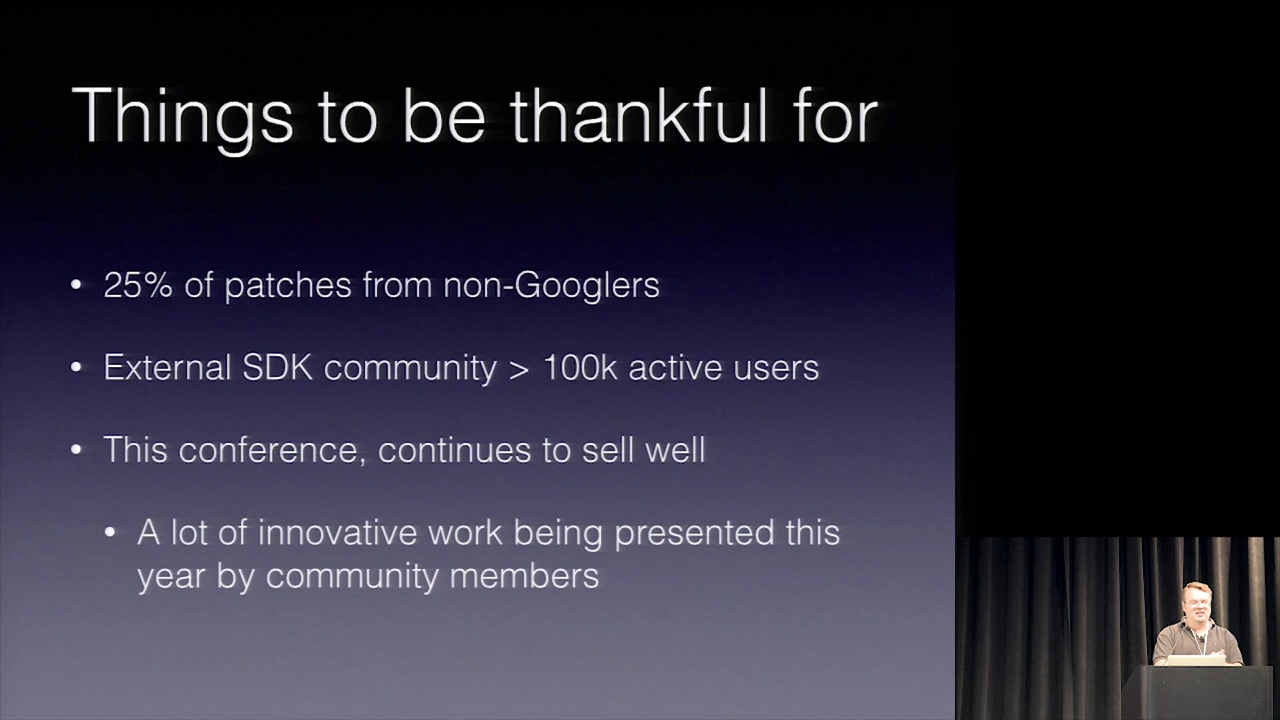 Things to be thankful for
• 25% of patches from non-Googlers
• External SDK community > 100k active users
• This conference, continues to sell well
• A lot of innovative work being presented this
year by community members